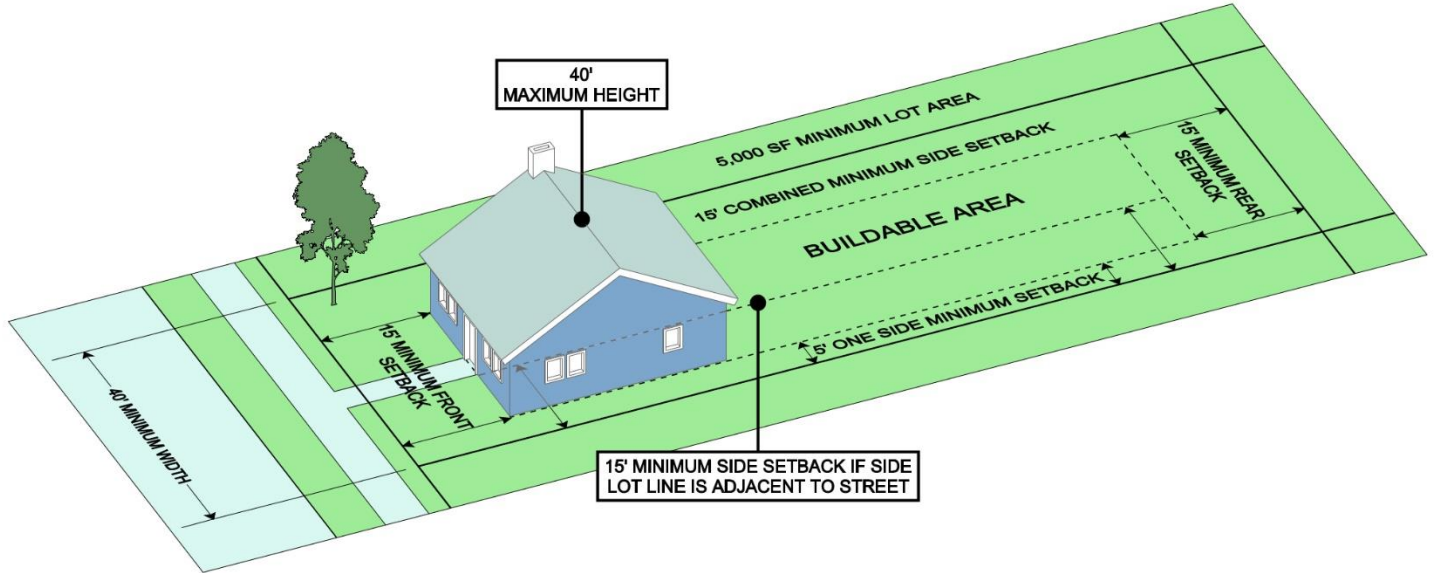 40'
MAXIMUM HEIGHT
5,000 SF MINIMUM LOT AREA
15' COMBINED MINIMUM SIDE SETBACK
15' MINIMUM REAR
SETBACK
BUILDABLE AREA
5' ONE SIDE MINIMUM SETBACK
15' MINIMUM FRONT
SETBACK
40' MINIMUM WIDTH
15' MINIMUM SIDE SETBACK IF SIDE
LOT LINE IS ADJACENT TO STREET